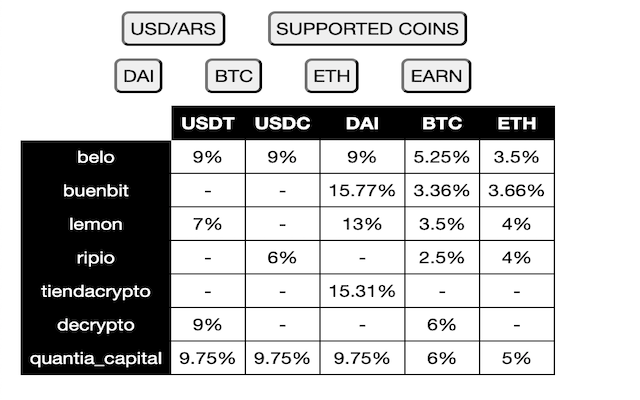 USD/ARS SUPPORTED COINS
DAI BTC ETH EARN
USDT USDC DAI BTC ETH
belo 9% 9% 9% 5.25% 3.5%
buenbit - - 15.77% 3.36% 3.66%
lemon 7% - 13% 3.5% 4%
ripio - 6% - 2.5% 4%
tiendacrypto - - 15.31% - -
decrypto 9% - - 6% -
quantia_capital 9.75% 9.75% 9.75% 6% 5%